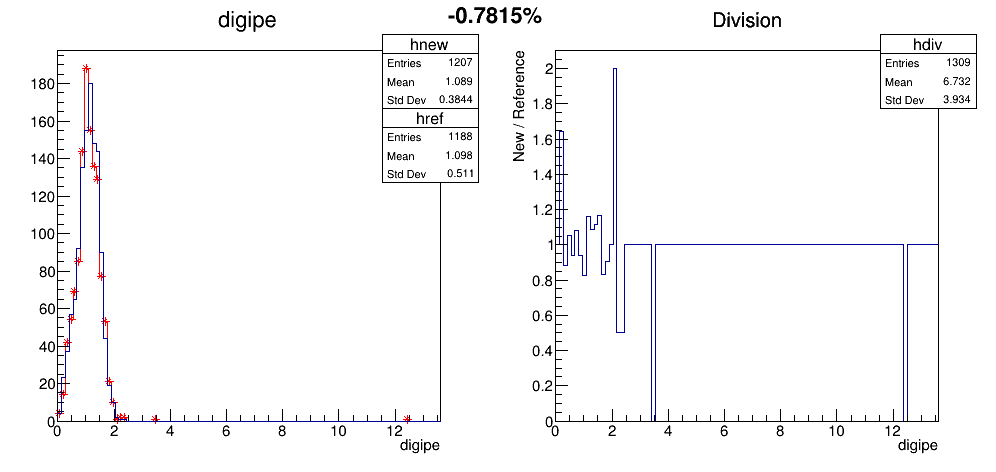 -0.7815%
digipe
hnew
Entries 1207
Mean 1.089
Std Dev 0.3844
href
Entries 1188
Mean 1.098
Std Dev 0.511
180
160
140
120
100
80
60
40
20
0
0 2 4 6 8 10 12
digipe
Division
hdiv
Entries 1309
Mean 6.732
Std Dev 3.934
New / Reference
2
1.8
1.6
1.4
1.2
1
0.8
0.6
0.4
0.2
0
0 2 4 6 8 10 12
digipe